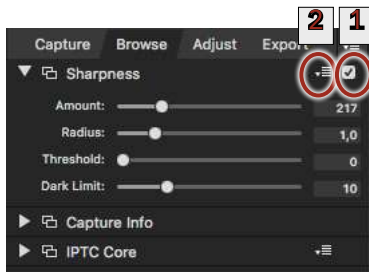 2 1
Capture Browse Adjust Export
Sharpness
Amount: 217
Radius: 1,0
Threshold: 0
Dark Limit: 10
Capture Info
IPTC Core